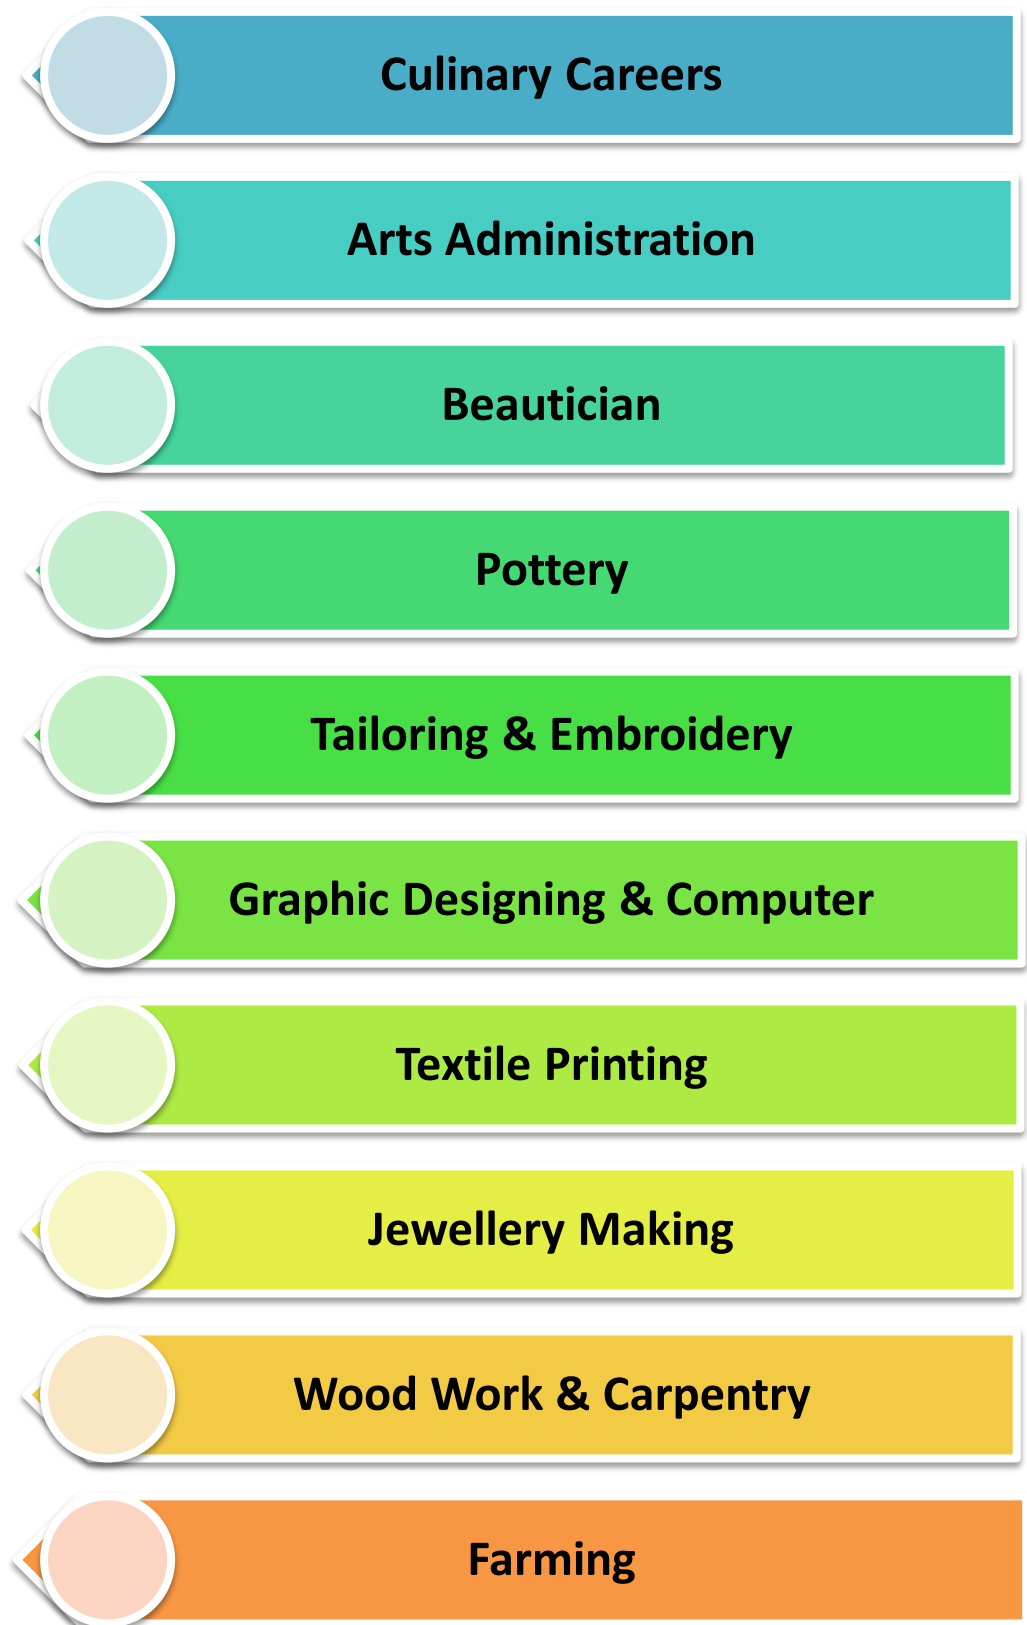 Culinary Careers
Arts Administration
Beautician
Pottery
Tailoring & Embroidery
Graphic Designing & Computer
Textile Printing
Jewellery Making
Wood Work & Carpentry
Farming